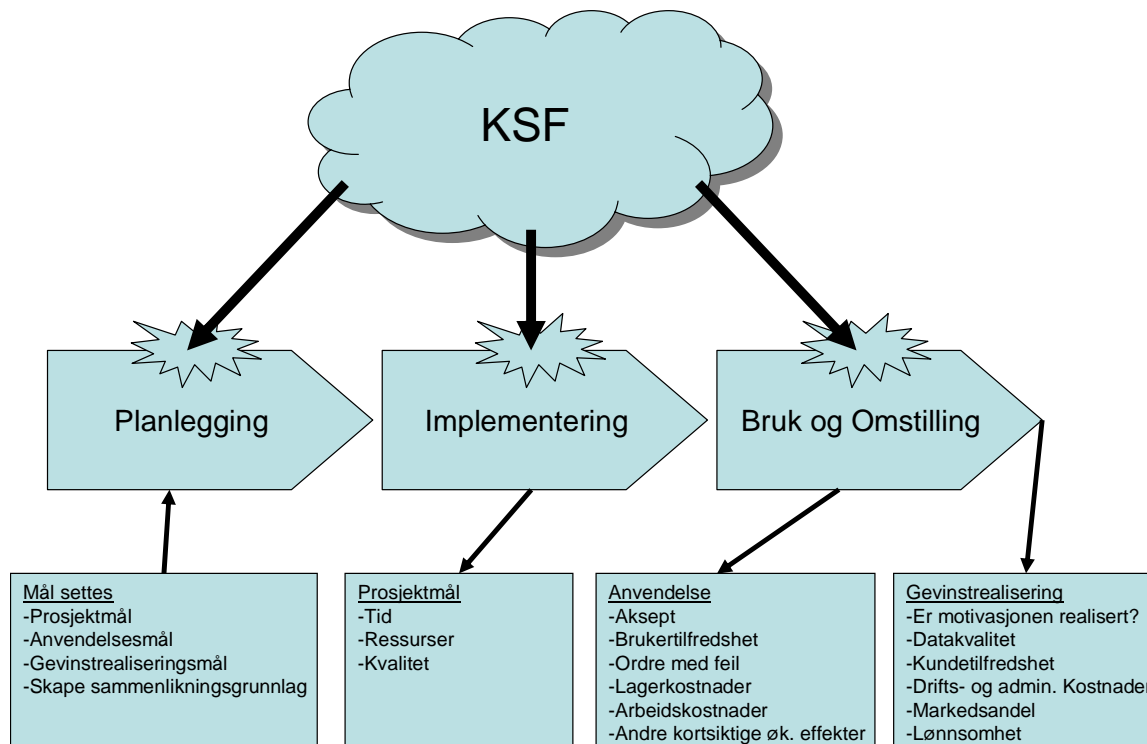 KSF
Planlegging
Implementering
Bruk og Omstilling
Mål settes
-Prosjektmål
-Anvendelsesmål
-Gevinstrealiseringsmål
-Skape sammenlikningsgrunnlag
Prosjektmål
-Tid
-Ressurser
-Kvalitet
Anvendelse
-Aksept
-Brukertilfredshet
-Ordre med feil
-Lagerkostnader
-Arbeidskostnader
-Andre kortsiktige øk. effekter
Gevinstrealisering
-Er motivasjonen realisert?
-Datakvalitet
-Kundetilfredshet
-Drifts- og admin. Kostnader
-Markedsandel
-Lønnsomhet